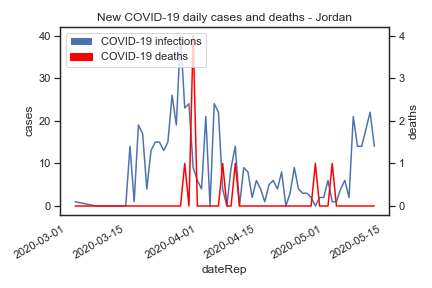 New COVID-19 daily cases and deaths - Jordan
COVID-19 infections
COVID-19 deaths
cases
40
30
20
10
0
deaths
4
3
2
1
0
2020-03-01
2020-03-15
2020-04-01
2020-04-15
2020-05-01
2020-05-15
dateRep